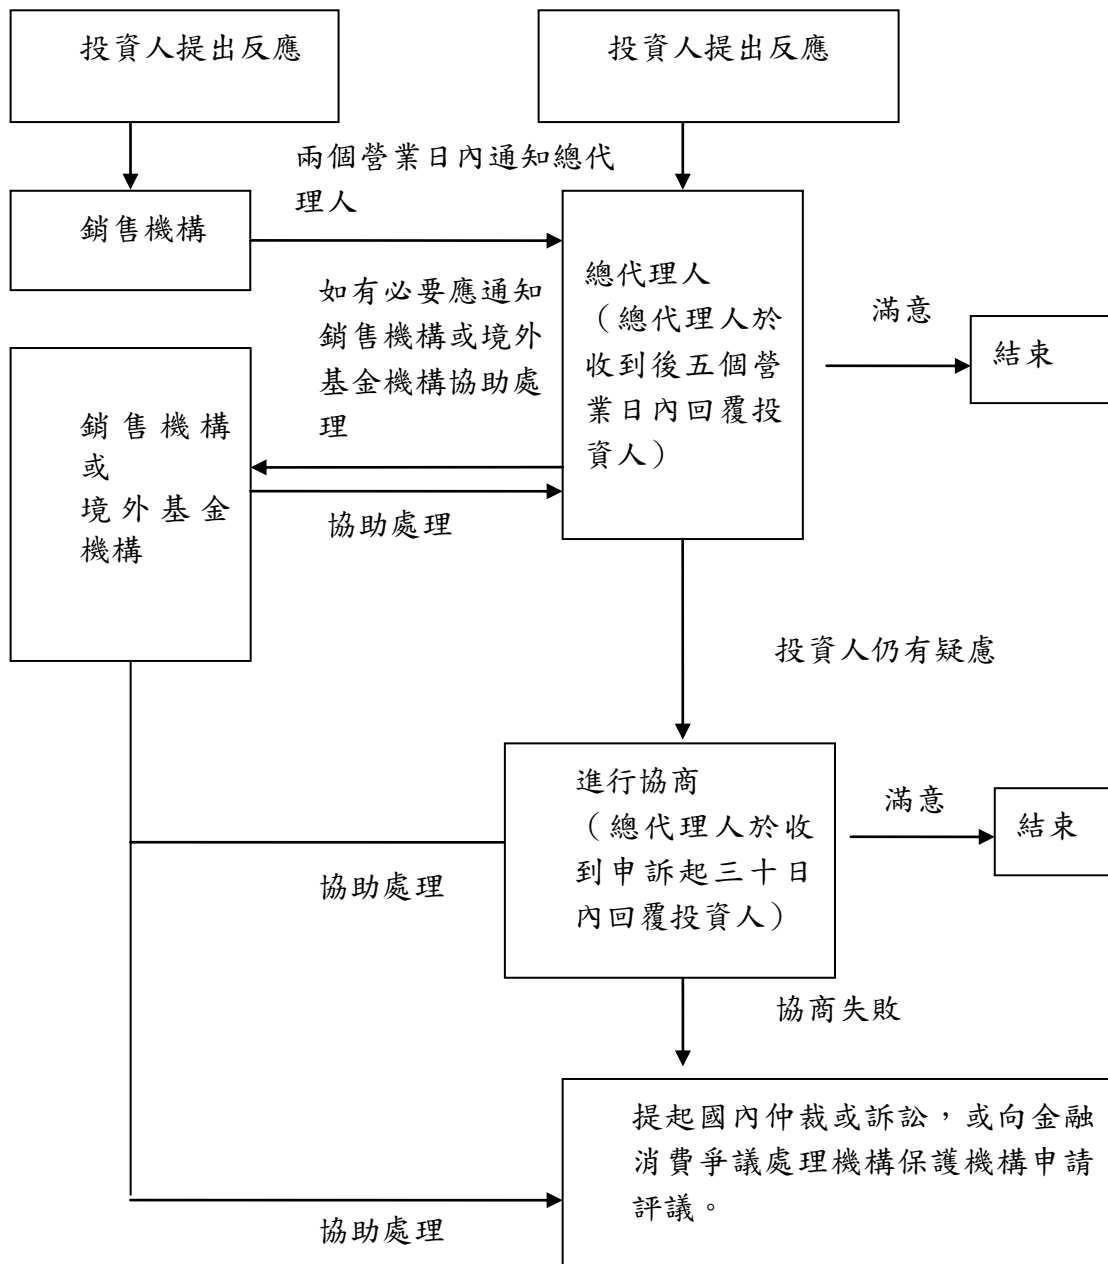 投資人提出反應
投資人提出反應
兩個營業日內通知總代
理人
銷售機構
總代理人
（總代理人於
收到後五個營
業日內回覆投
資人）
如有必要應通知
銷售機構或境外
基金機構協助處
理
滿意
結束
銷售機構
或
境外基金
機構
協助處理
投資人仍有疑慮
進行協商
（總代理人於收
到申訴起三十日
內回覆投資人）
滿意
結束
協助處理
協商失敗
提起國內仲裁或訴訟，或向金融
消費爭議處理機構保護機構申請
評議。
協助處理